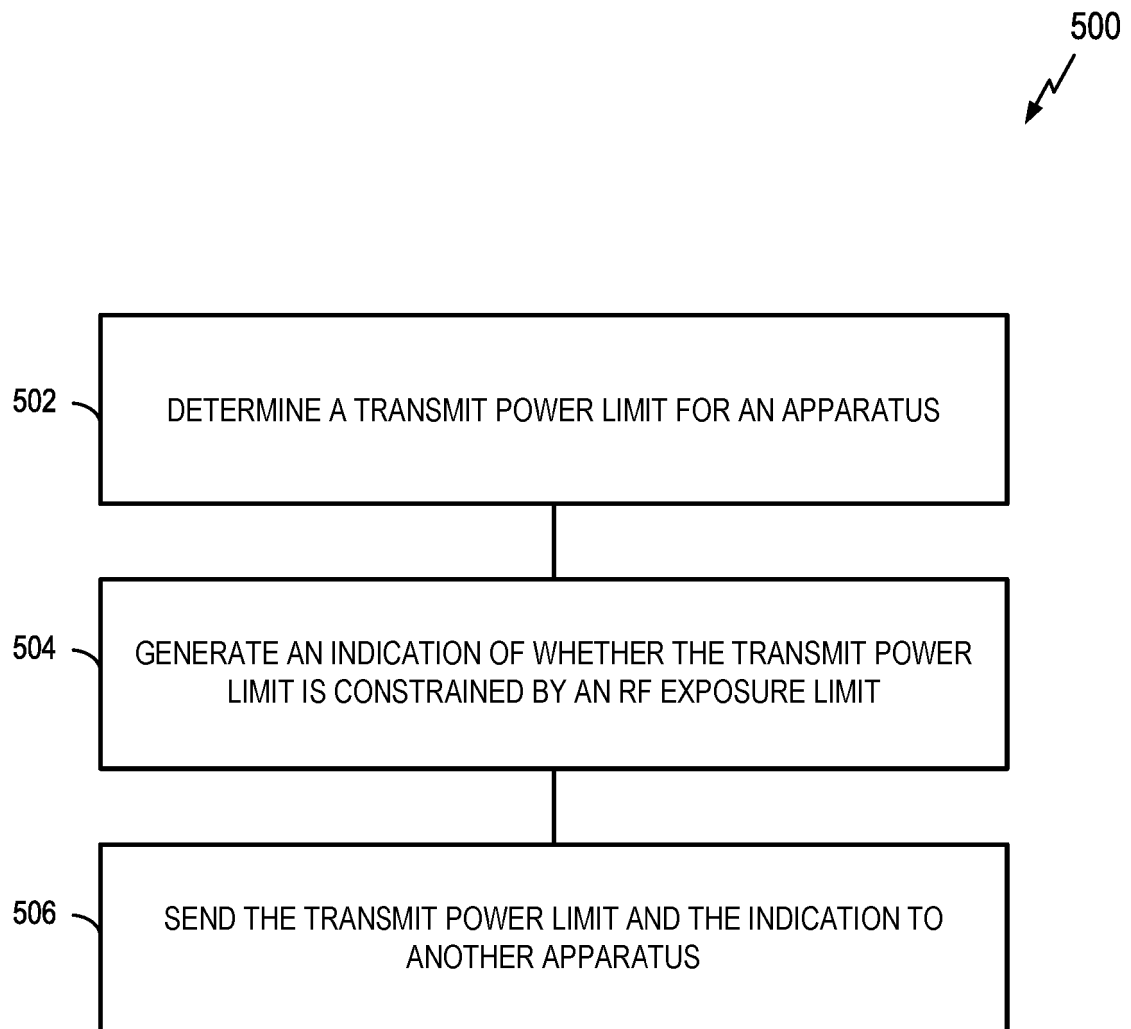 500
502
DETERMINE A TRANSMIT POWER LIMIT FOR AN APPARATUS
504
GENERATE AN INDICATION OF WHETHER THE TRANSMIT POWER
LIMIT IS CONSTRAINED BY AN RF EXPOSURE LIMIT
506
SEND THE TRANSMIT POWER LIMIT AND THE INDICATION TO
ANOTHER APPARATUS